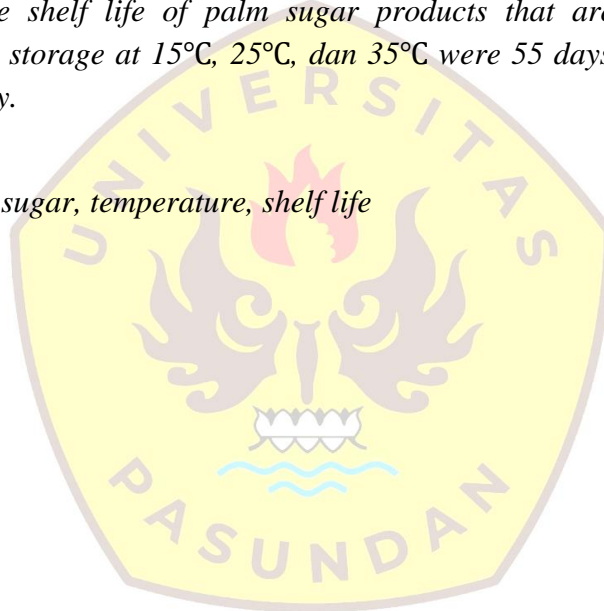 e shelf life of palm sugar products that are
storage at 15°C, 25°C, dan 35°C were 55 days
y.
sugar, temperature, shelf life
UNIVERSITAS
PASUNDAN